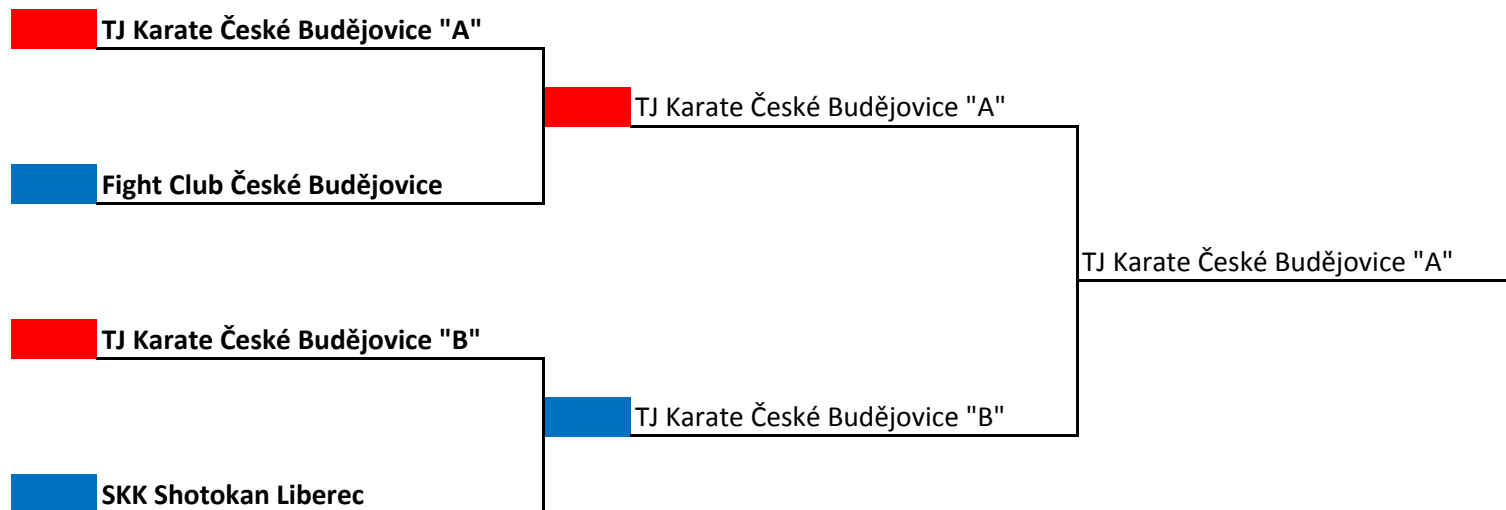 TJ Karate České Budějovice "A"
TJ Karate České Budějovice "A"
Fight Club České Budějovice
TJ Karate České Budějovice "A"
TJ Karate České Budějovice "B"
TJ Karate České Budějovice "B"
SKK Shotokan Liberec